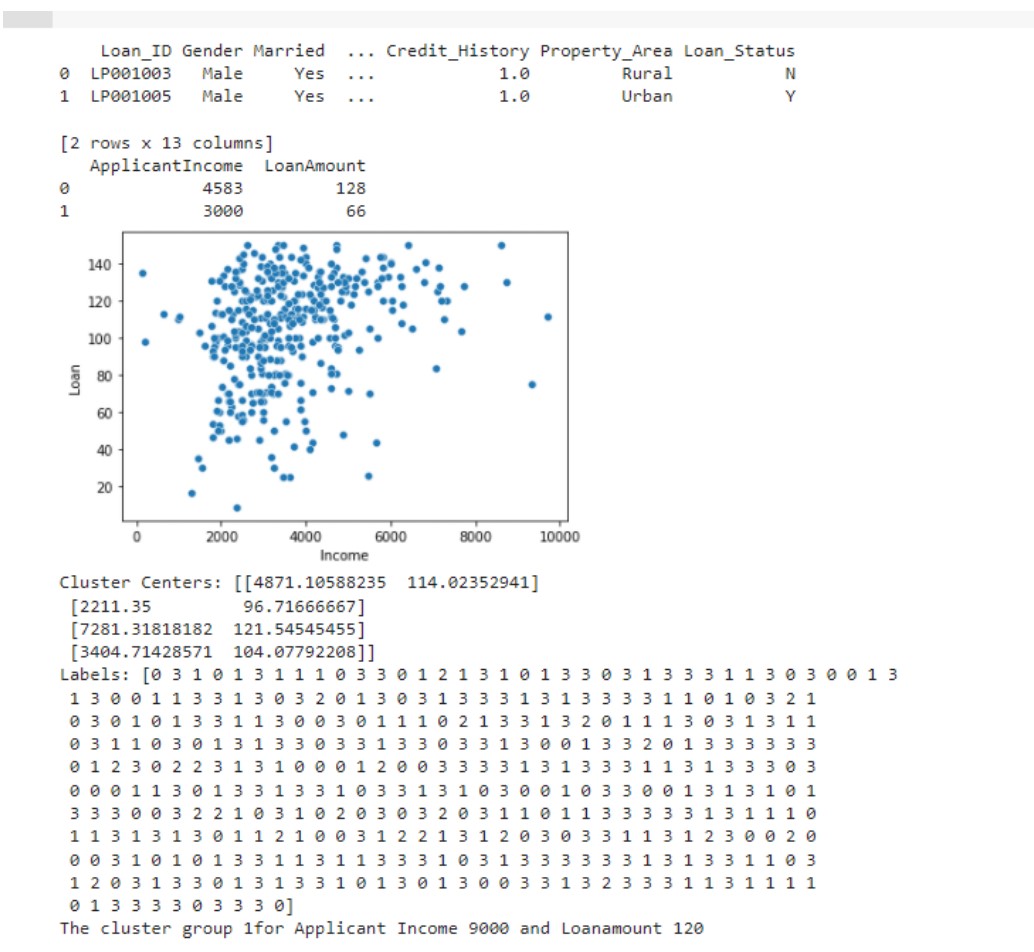 Loan_ID Gender Married ... Credit_History Property_Area Loan_Status
0 LP001003 Male Yes ... 1.0 Rural N
1 LP001005 Male Yes ... 1.0 Urban Y
[2 rows x 13 columns]
ApplicantIncome LoanAmount
0 4583 128
1 3000 66
140
120
100
80
60
40
20
Loan
0 2000 4000 6000 8000 10000
Income
Cluster Centers: [[4871.10588235 114.02352941]
[2211.35 96.71666667]
[7281.31818182 121.54545455]
[3404.71428571 104.07792208]]
Labels: [0 3 1 0 1 3 1 1 1 0 3 3 0 1 2 1 3 1 0 1 3 3 0 3 1 3 3 3 1 1 3 0 3 0 0 1 3
1 3 0 0 1 1 3 3 1 3 0 3 2 0 1 3 0 3 1 3 3 3 1 3 1 3 3 3 3 1 1 0 1 0 3 2 1
0 3 0 1 0 1 3 3 1 1 3 0 0 3 0 1 1 1 0 2 1 3 3 1 3 2 0 1 1 1 3 0 3 1 3 1 1
0 3 1 1 0 3 0 1 3 1 3 3 0 3 3 1 3 3 0 3 3 1 3 0 0 1 3 3 2 0 1 3 3 3 3 3 3
0 1 2 3 0 2 2 3 1 3 1 0 0 0 1 2 0 0 3 3 3 3 1 3 1 3 3 3 1 1 3 1 3 3 3 0 3
0 0 0 1 1 3 0 1 3 3 1 3 3 1 0 3 3 1 3 1 0 3 0 0 1 0 3 3 0 0 1 3 1 3 1 0 1
3 3 3 0 0 3 2 2 1 0 3 1 0 2 0 3 0 3 2 0 3 1 1 0 1 1 3 3 3 3 3 1 3 1 1 1 0
1 1 3 1 3 1 3 0 1 1 2 1 0 0 3 1 2 2 1 3 1 2 0 3 0 3 3 1 1 3 1 2 3 0 0 2 0
0 0 3 1 0 1 0 1 3 3 1 1 3 1 1 3 3 3 1 0 3 1 3 3 3 3 3 3 1 3 1 3 3 1 1 0 3
1 2 0 3 1 3 3 0 1 3 1 3 3 1 0 1 3 0 1 3 0 0 3 3 1 3 2 3 3 3 1 1 3 1 1 1 1
0 1 3 3 3 3 0 3 3 3 0]
The cluster group 1for Applicant Income 9000 and Loanamount 120